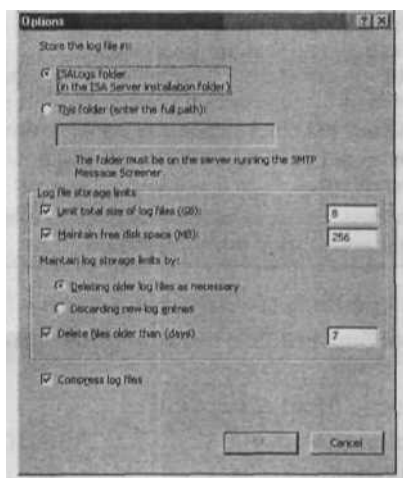 Options
Store the log file in:
ISALogs folder
(in the ISA Server installation folder)
This folder (enter the full path):
The folder must be on the server running the SMTP
Message Screener
Log file storage limits
Limit total size of log files (GB): 8
Maintain free disk space (MB): 256
Maintain log storage limits by:
Deleting older log files as necessary
Discarding new log entries
Delete files older than (days) 7
Compress log files
Cancel